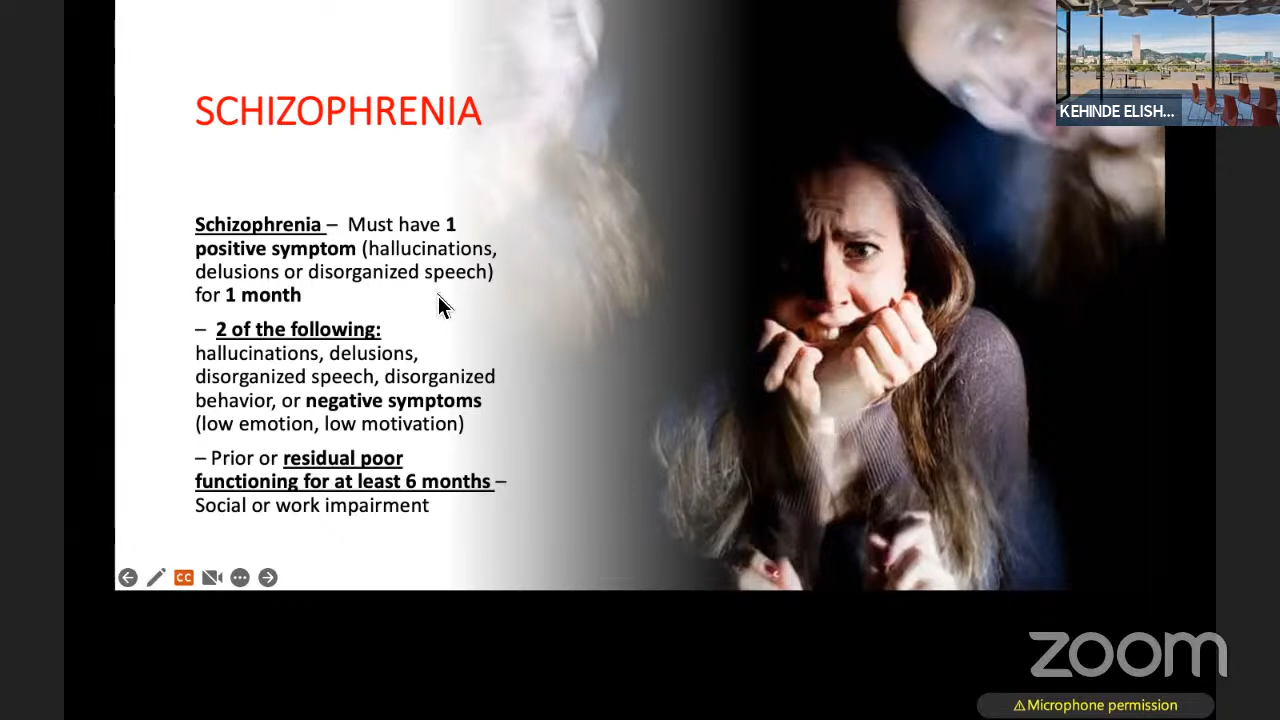 SCHIZOPHRENIA
KEHINDE ELISH...
Schizophrenia – Must have 1
positive symptom (hallucinations,
delusions or disorganized speech)
for 1 month
– 2 of the following:
hallucinations, delusions,
disorganized speech, disorganized
behavior, or negative symptoms
(low emotion, low motivation)
– Prior or residual poor
functioning for at least 6 months –
Social or work impairment
CC
zoom
⚠Microphone permission